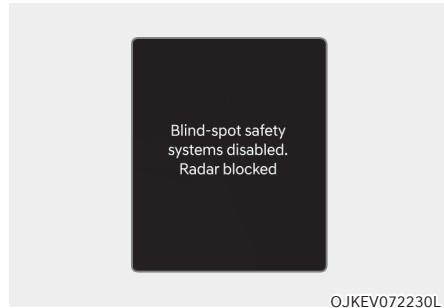 Blind-spot safety
systems disabled.
Radar blocked
OJKEV072230L